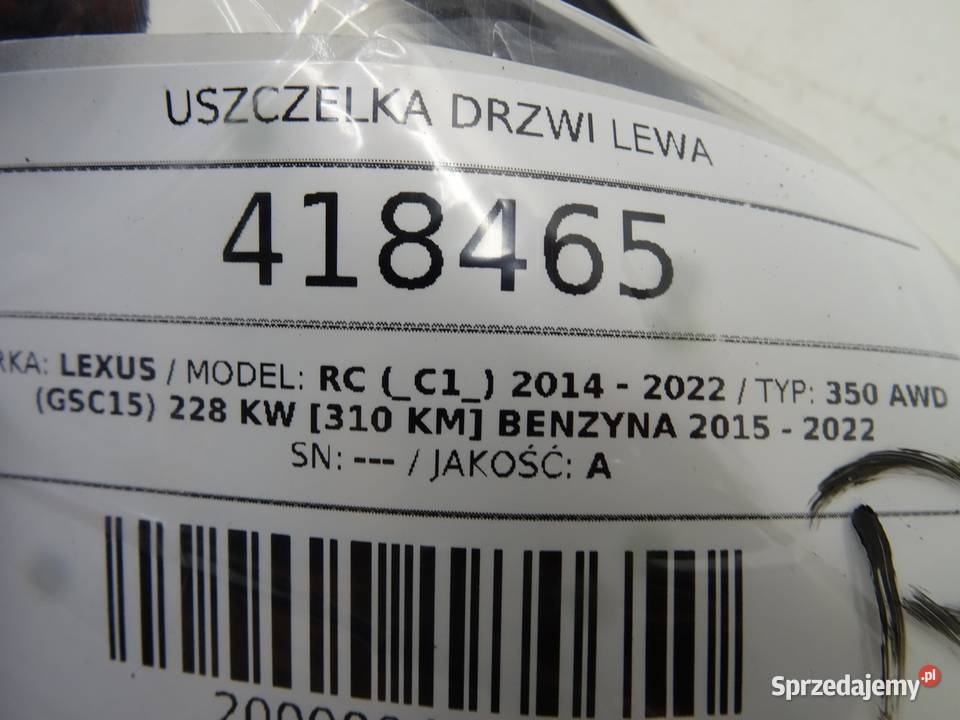 USZCZELKA DRZWI LEWA
418465
RKA: LEXUS / MODEL: RC (_C1_) 2014 - 2022 / TYP: 350 AWD
(GSC15) 228 KW [310 KM] BENZYNA 2015 - 2022
SN: --- / JAKOŚĆ: A
Sprzedajemy.pl